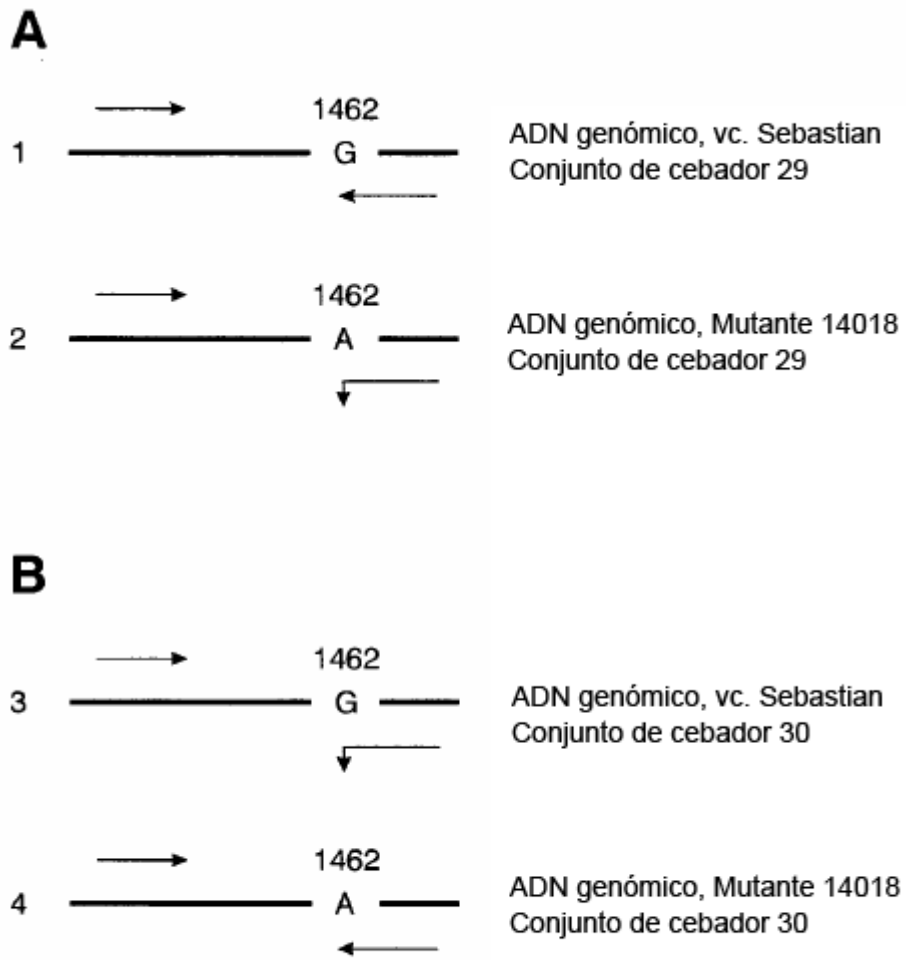 A
1462
1 G
ADN genómico, vc. Sebastian
Conjunto de cebador 29
1462
2 A
ADN genómico, Mutante 14018
Conjunto de cebador 29
B
1462
3 G
ADN genómico, vc. Sebastian
Conjunto de cebador 30
1462
4 A
ADN genómico, Mutante 14018
Conjunto de cebador 30